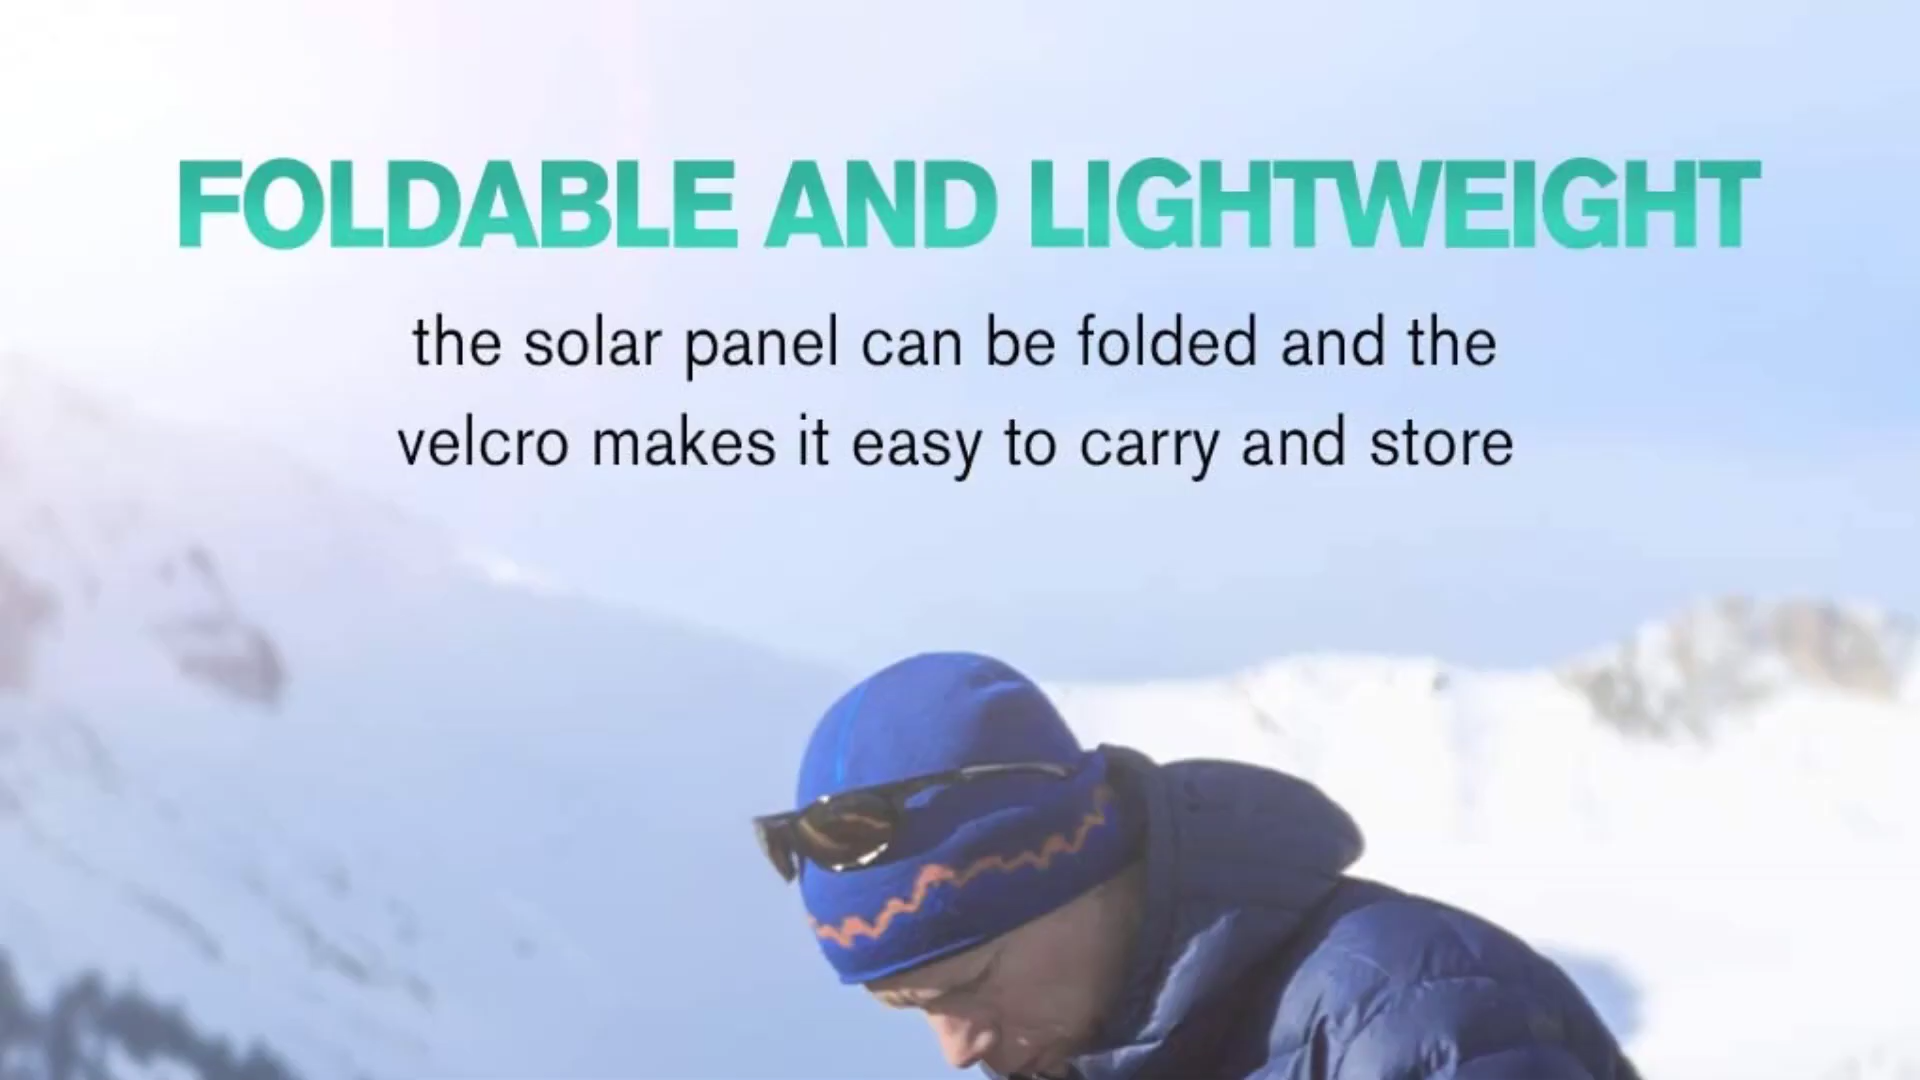 FOLDABLE AND LIGHTWEIGHT
the solar panel can be folded and the
velcro makes it easy to carry and store